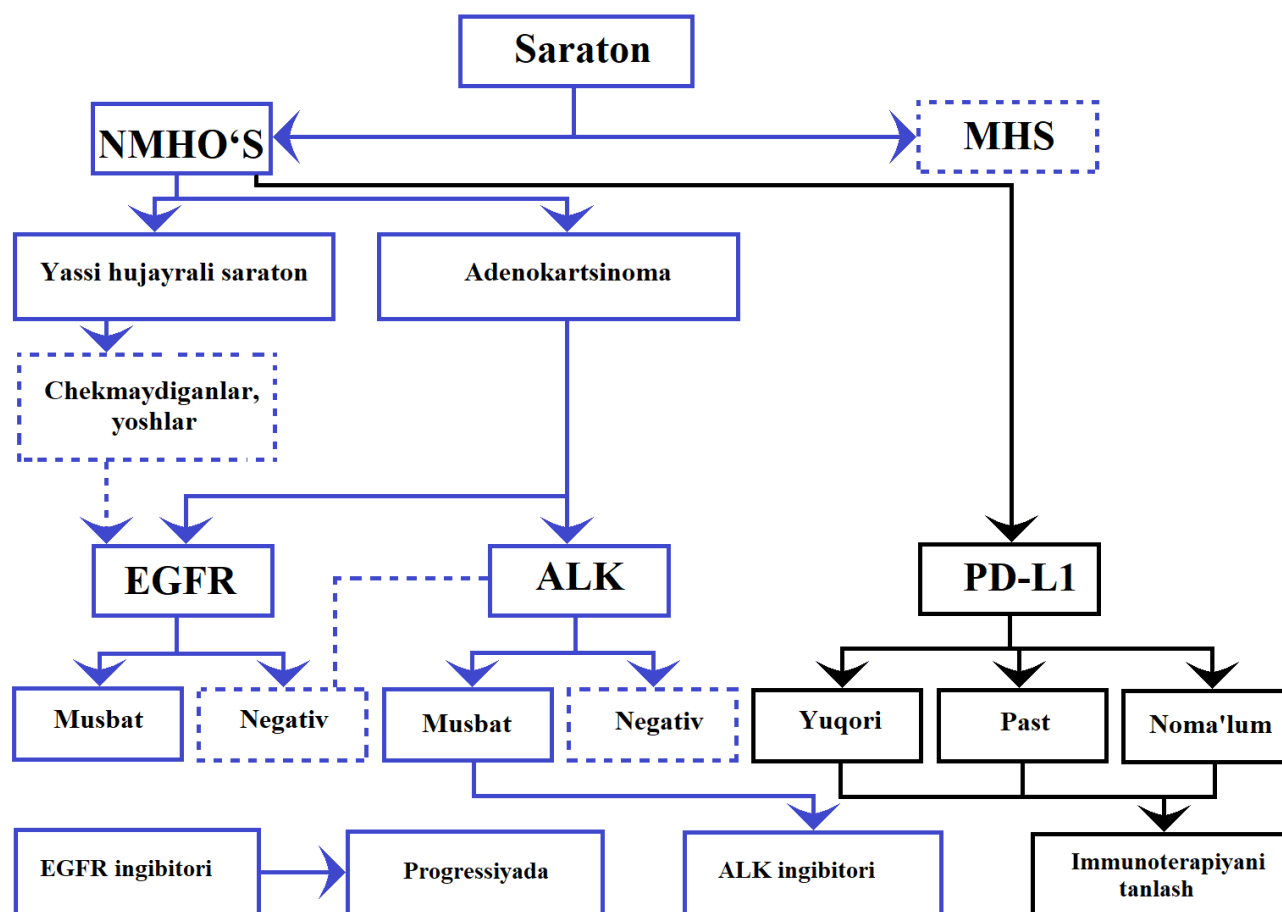 Saraton
NMHO‘S
MHS
Yassi hujayrali saraton
Adenokartsinoma
Chekmaydiganlar,
yoshlar
EGFR
ALK
PD-L1
Musbat
Negativ
Musbat
Negativ
Yuqori
Past
Noma'lum
EGFR ingibitori
Progressiyada
ALK ingibitori
Immunoterapiyani
tanlash